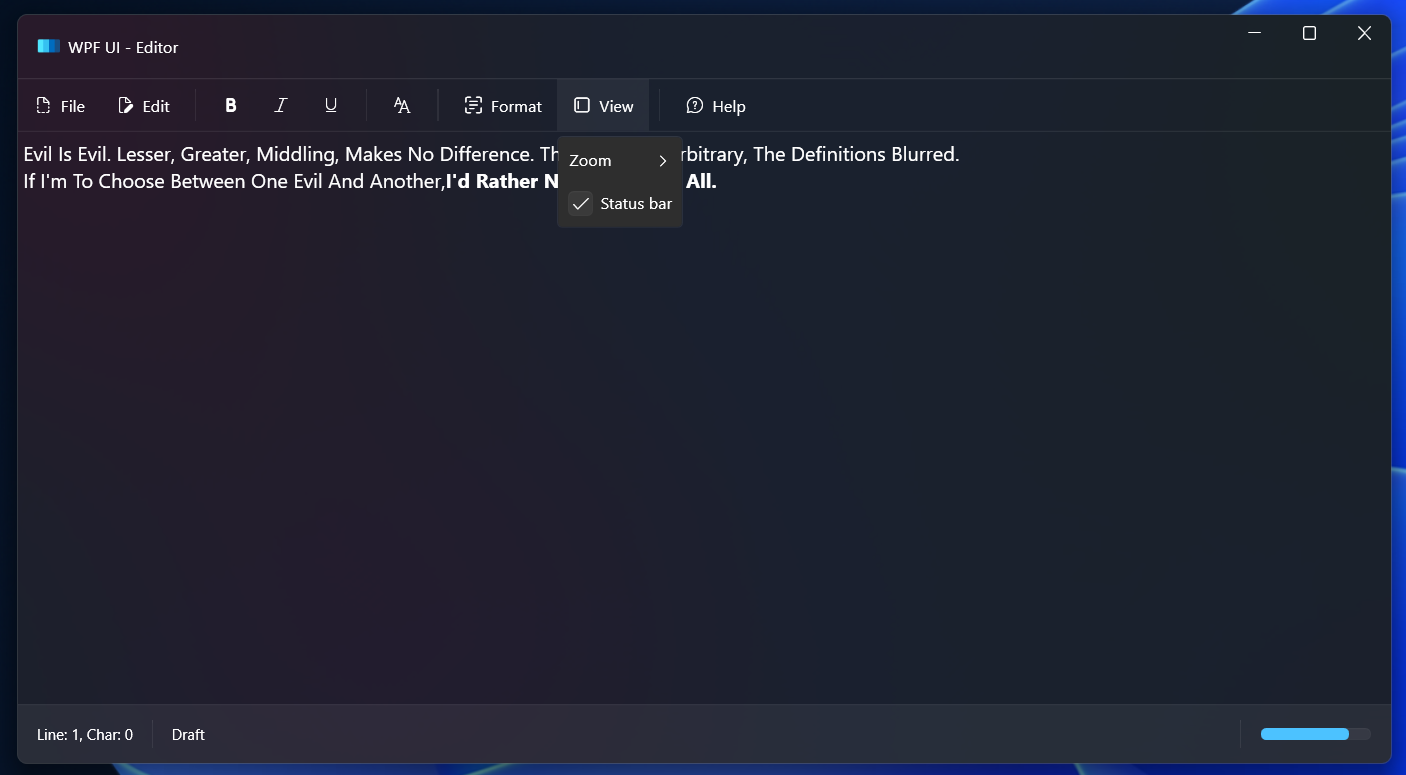 WPF UI - Editor
File Edit B I U AA Format View Help
Evil Is Evil. Lesser, Greater, Middling, Makes No Difference. Th rbitrary, The Definitions Blurred.
If I'm To Choose Between One Evil And Another,I'd Rather N All.
Zoom
Status bar
Line: 1, Char: 0 Draft